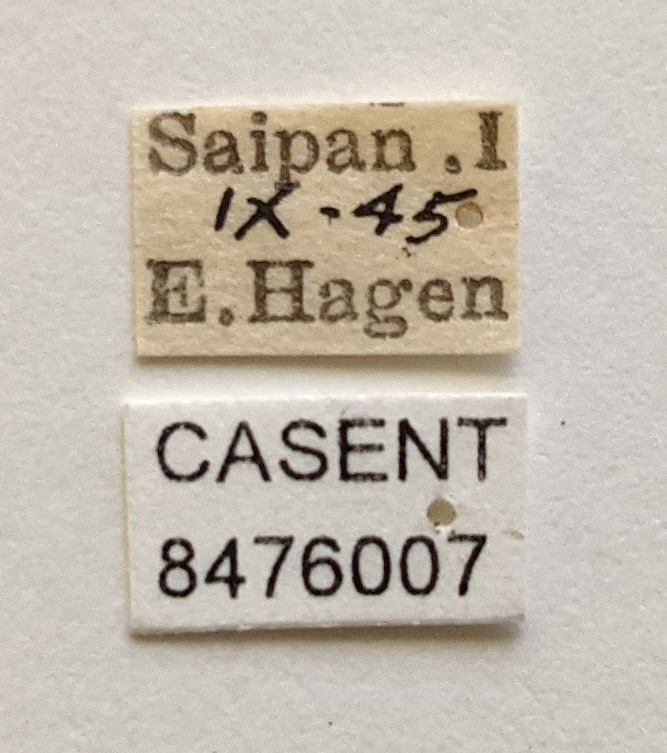 Saipan .I
IX-45
E.Hagen
CASENT
8476007